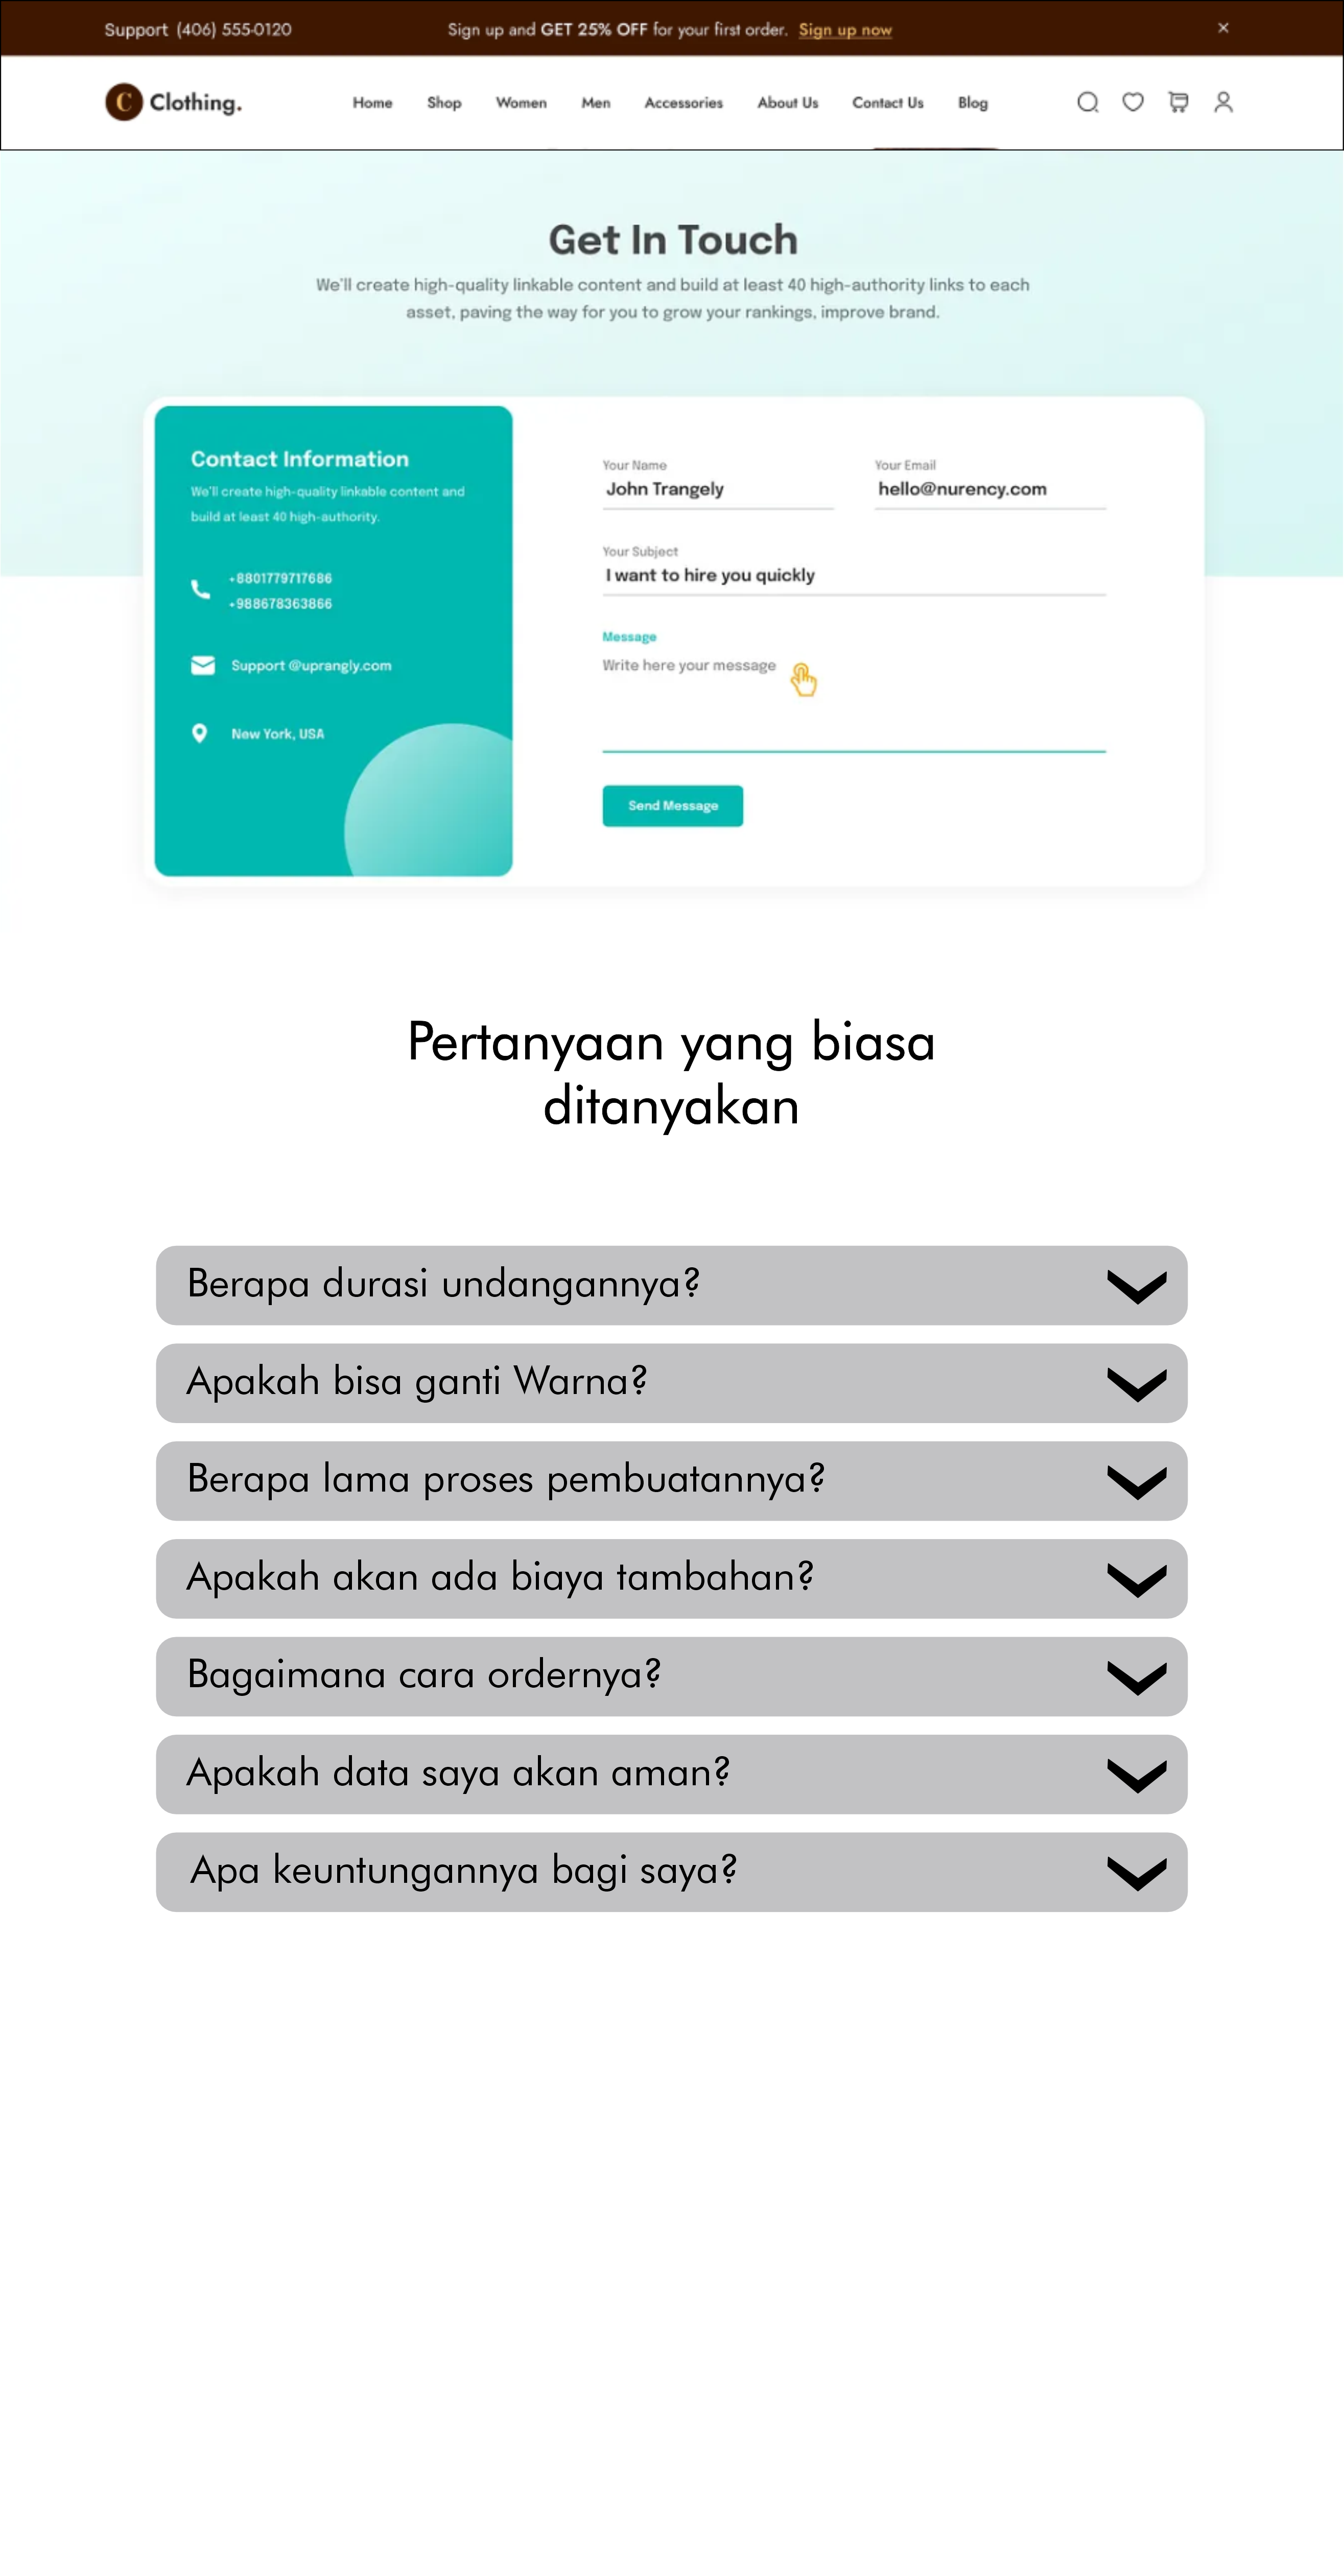 Support (406) 555-0120
Sign up and GET 25% OFF for your first order. Sign up now
C Clothing.
Home Shop Women Men Accessories About Us Contact Us Blog
Get In Touch
We'll create high-quality linkable content and build at least 40 high-authority links to each
asset, paving the way for you to grow your rankings, improve brand.
Contact Information
We'll create high-quality linkable content and
build at least 40 high-authority.
+8801779717686
+988678363866
Support @uprangly.com
New York, USA
Your Name
John Trangely
Your Email
hello@nurency.com
Your Subject
I want to hire you quickly
Message
Write here your message
Send Message
Pertanyaan yang biasa
ditanyakan
Berapa durasi undangannya?
Apakah bisa ganti Warna?
Berapa lama proses pembuatannya?
Apakah akan ada biaya tambahan?
Bagaimana cara ordernya?
Apakah data saya akan aman?
Apa keuntungannya bagi saya?